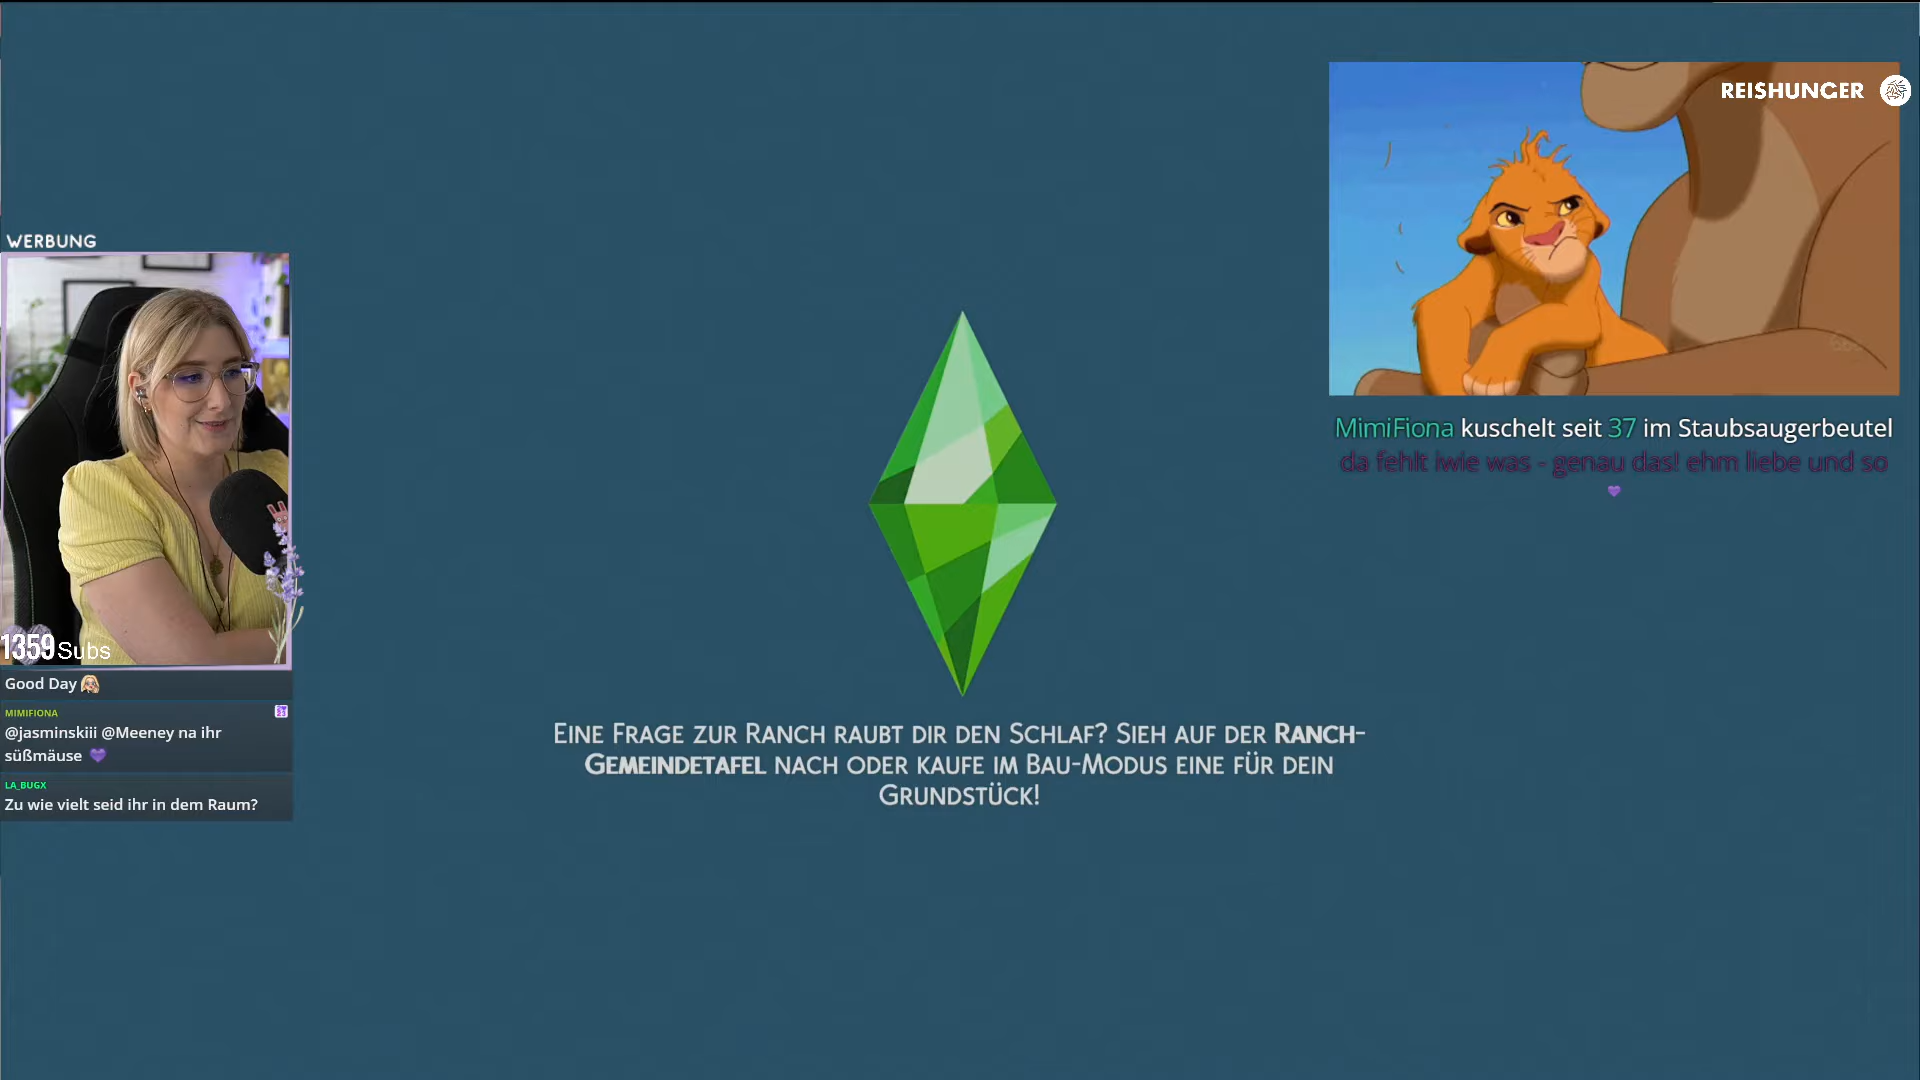 REISHUNGER
WERBUNG
MimiFiona kuschelt seit 37 im Staubsaugerbeutel
da fehlt iwie was - genau das! ehm liebe und so
💜
1359 Subs
Good Day
MIMIFIONA
@jasminskiii @Meeney na ihr
süßmäuse 💜
LA_BUGX
Zu wie vielt seid ihr in dem Raum?
EINE FRAGE ZUR RANCH RAUBT DIR DEN SCHLAF? SIEH AUF DER RANCH-
GEMEINDETAFEL NACH ODER KAUFE IM BAU-MODUS EINE FÜR DEIN
GRUNDSTÜCK!